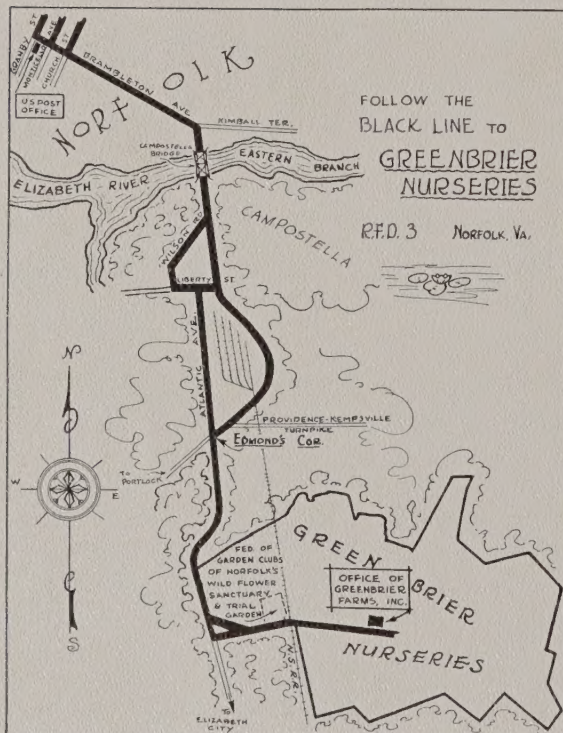 GRANBY ST
MONTICELLO AVE
CHURCH ST
US POST
OFFICE
BRAMBLETON AVE
NORFOLK
KIMBALL TER.
CAMPOSTELLA
BRIDGE
ELIZABETH RIVER
EASTERN
BRANCH
FOLLOW THE
BLACK LINE TO
GREENBRIER
NURSERIES
R.F.D. 3 NORFOLK, VA.
CAMPOSTELLA
WILSON RD
LIBERTY ST.
ATLANTIC AVE.
PROVIDENCE-KEMPSVILLE
TURNPIKE
EDMOND'S COR.
TO
PORTLOCK
N
W
E
S
FED. OF
GARDEN CLUBS
OF NORFOLK'S
WILD FLOWER
SANCTUARY
& TRIAL
GARDEN
GREEN BRIER
NURSERIES
OFFICE OF
GREENBRIER
FARMS, INC.
N.S.R.R.
TO
ELIZABETH
CITY